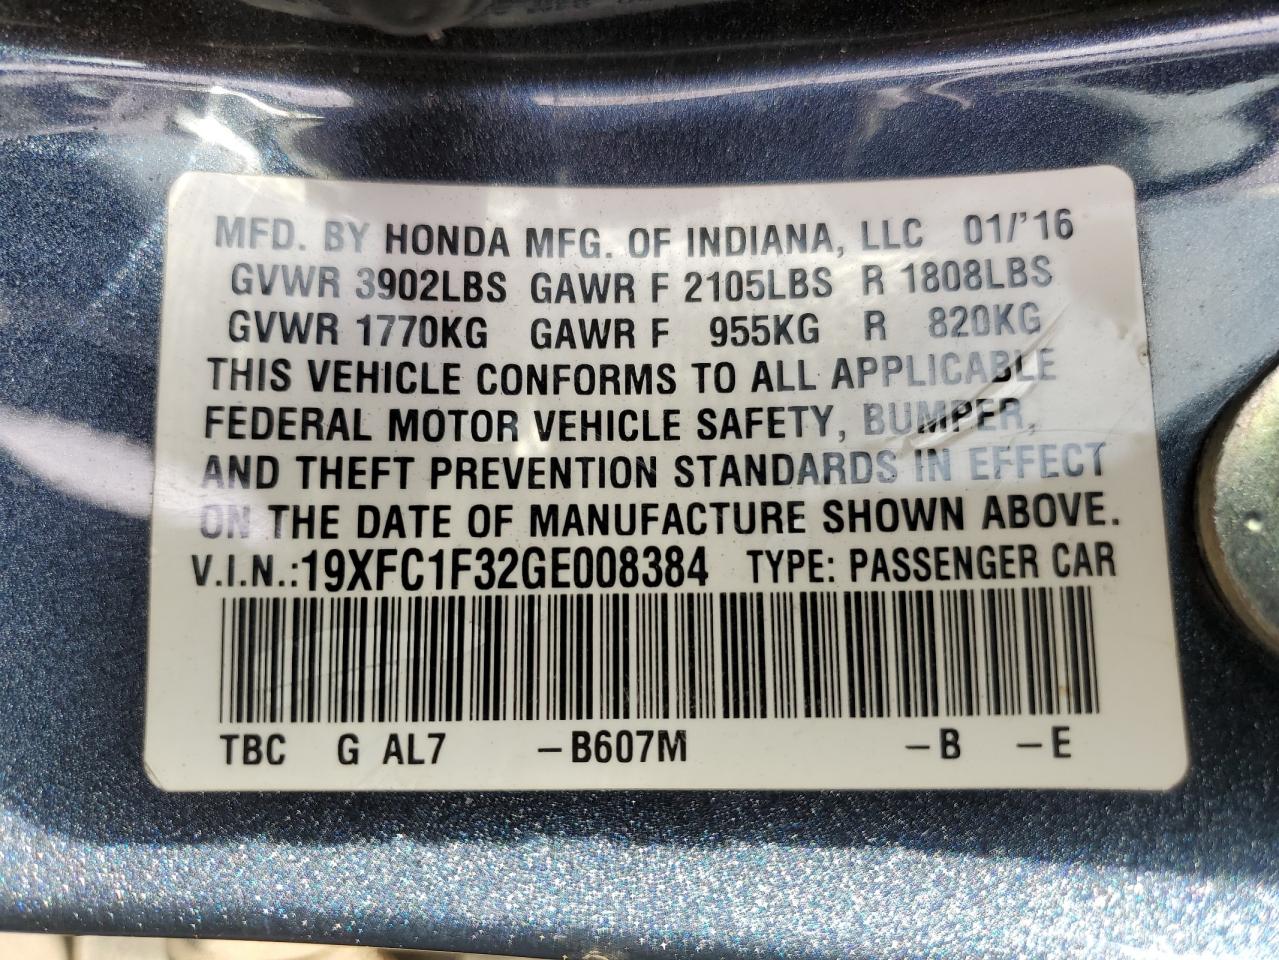 MFD. BY HONDA MFG. OF INDIANA, LLC 01/'16
GVWR 3902LBS GAWR F 2105LBS R 1808LBS
GVWR 1770KG GAWR F 955KG R 820KG
THIS VEHICLE CONFORMS TO ALL APPLICABLE
FEDERAL MOTOR VEHICLE SAFETY, BUMPER,
AND THEFT PREVENTION STANDARDS IN EFFECT
ON THE DATE OF MANUFACTURE SHOWN ABOVE.
V.I.N.:19XFC1F32GE008384 TYPE: PASSENGER CAR
TBC G AL7 -B607M -B -E